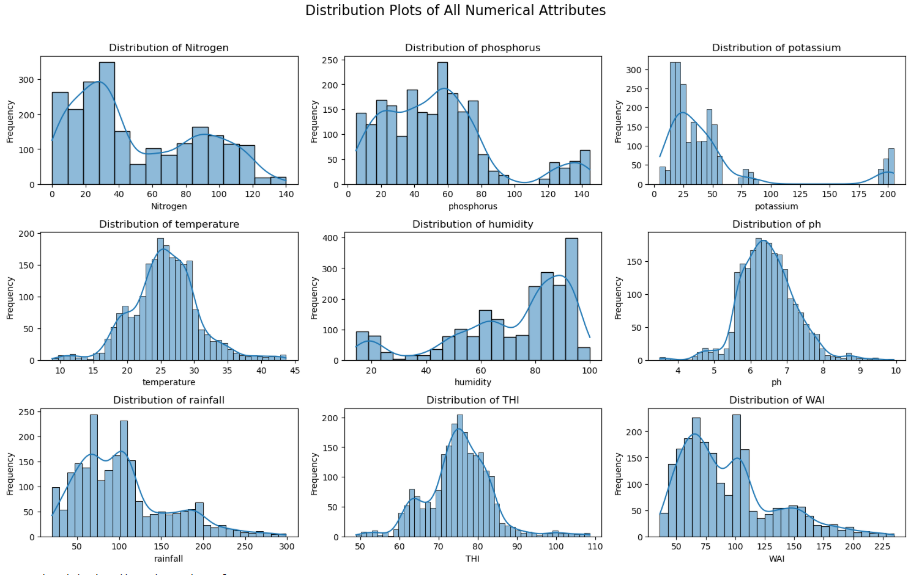 Distribution Plots of All Numerical Attributes
Distribution of Nitrogen
Frequency
300
200
100
0
0 20 40 60 80 100 120 140
Nitrogen
Distribution of phosphorus
Frequency
250
200
150
100
50
0
0 20 40 60 80 100 120 140
phosphorus
Distribution of potassium
Frequency
300
250
200
150
100
50
0
0 25 50 75 100 125 150 175 200
potassium
Distribution of temperature
Frequency
200
150
100
50
0
10 15 20 25 30 35 40 45
temperature
Distribution of humidity
Frequency
400
300
200
100
0
20 40 60 80 100
humidity
Distribution of ph
Frequency
150
100
50
0
4 5 6 7 8 9 10
ph
Distribution of rainfall
Frequency
250
200
150
100
50
0
50 100 150 200 250 300
rainfall
Distribution of THI
Frequency
200
150
100
50
0
50 60 70 80 90 100 110
THI
Distribution of WAI
Frequency
200
150
100
50
0
50 75 100 125 150 175 200 225
WAI